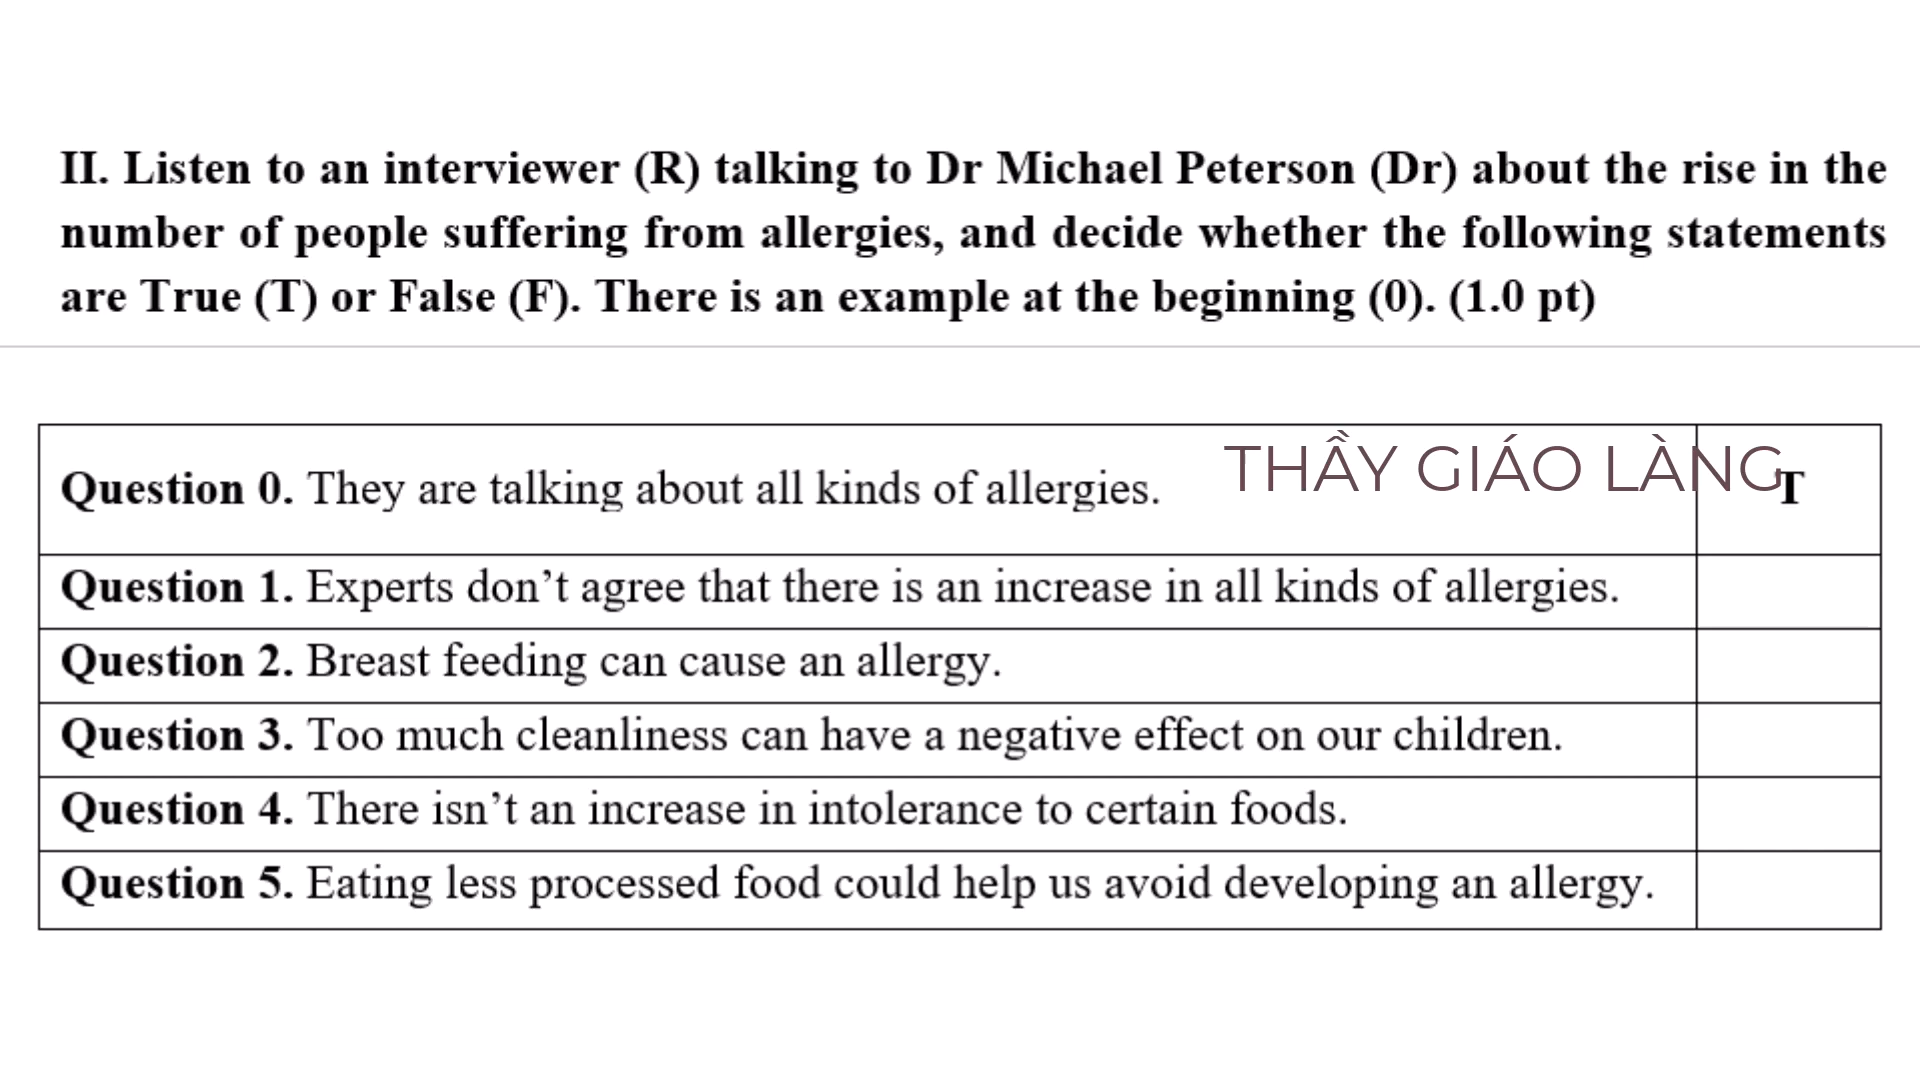 II. Listen to an interviewer (R) talking to Dr Michael Peterson (Dr) about the rise in the
number of people suffering from allergies, and decide whether the following statements
are True (T) or False (F). There is an example at the beginning (0). (1.0 pt)
THẦY GIÁO LÀNG
Question 0. They are talking about all kinds of allergies. T
Question 1. Experts don’t agree that there is an increase in all kinds of allergies.
Question 2. Breast feeding can cause an allergy.
Question 3. Too much cleanliness can have a negative effect on our children.
Question 4. There isn’t an increase in intolerance to certain foods.
Question 5. Eating less processed food could help us avoid developing an allergy.